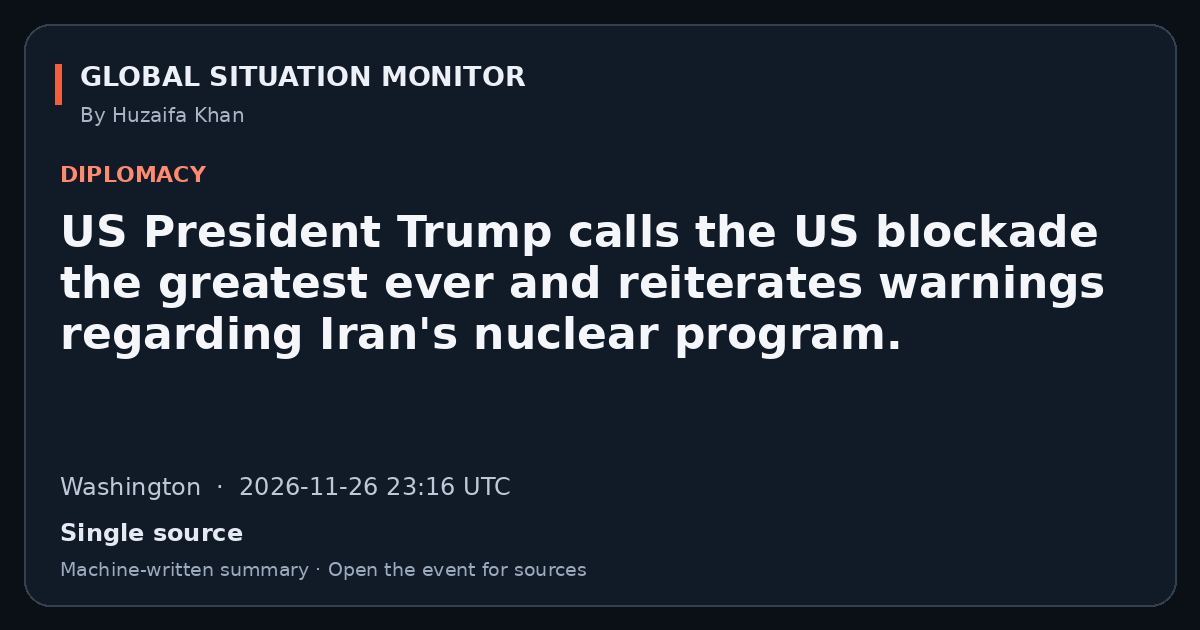 GLOBAL SITUATION MONITOR
By Huzaifa Khan
DIPLOMACY
US President Trump calls the US blockade
the greatest ever and reiterates warnings
regarding Iran's nuclear program.
Washington · 2026-11-26 23:16 UTC
Single source
Machine-written summary · Open the event for sources